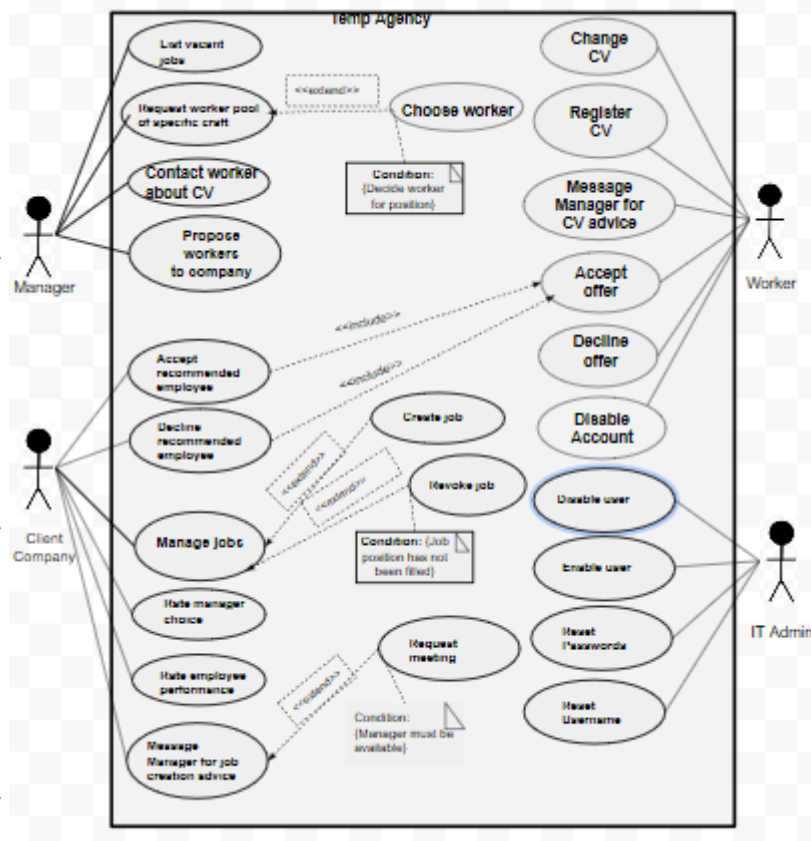 Temp Agency
List vacant
jobs
Change
CV
<<extend>>
Request worker pool
of specific craft
Choose worker
Register
CV
Contact worker
about CV
Condition:
{Decide worker
for position}
Message
Manager for
CV advice
Manager
Propose
workers
to company
Accept
offer
Worker
<<include>>
Decline
offer
Accept
recommended
employee
<<include>>
Decline
recommended
employee
Create job
Disable
Account
<<extend>>
<<extend>>
Revoke job
Disable user
Client
Company
Manage jobs
Condition: {Job
position has not
been filled}
Enable user
Rate manager
choice
IT Admin
Request
meeting
Reset
Passwords
Rate employee
performance
<<extend>>
Reset
Username
Condition:
{Manager must be
available}
Message
Manager for job
creation advice